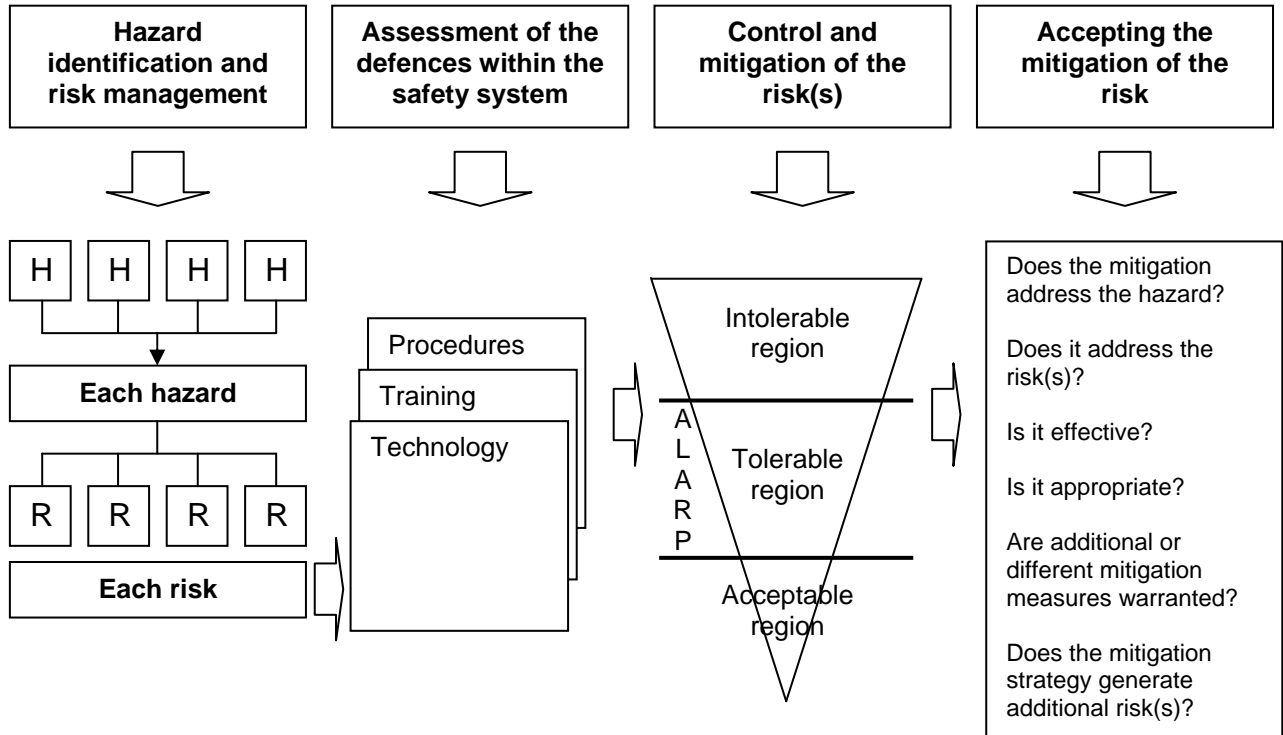 Hazard
identification and
risk management
Assessment of the
defences within the
safety system
Control and
mitigation of the
risk(s)
Accepting the
mitigation of the
risk
H H H H
Each hazard
R R R R
Each risk
Procedures
Training
Technology
Intolerable
region
A
L
A
R
P
Tolerable
region
Acceptable
region
Does the mitigation
address the hazard?
Does it address the
risk(s)?
Is it effective?
Is it appropriate?
Are additional or
different mitigation
measures warranted?
Does the mitigation
strategy generate
additional risk(s)?